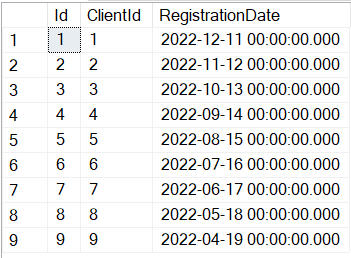 Id ClientId RegistrationDate
1 1 1 2022-12-11 00:00:00.000
2 2 2 2022-11-12 00:00:00.000
3 3 3 2022-10-13 00:00:00.000
4 4 4 2022-09-14 00:00:00.000
5 5 5 2022-08-15 00:00:00.000
6 6 6 2022-07-16 00:00:00.000
7 7 7 2022-06-17 00:00:00.000
8 8 8 2022-05-18 00:00:00.000
9 9 9 2022-04-19 00:00:00.000